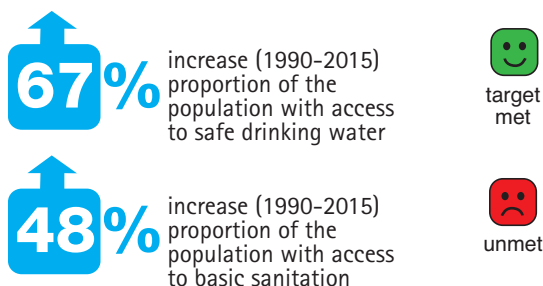 67%
increase (1990-2015)
proportion of the
population with access
to safe drinking water
target
met
48%
increase (1990-2015)
proportion of the
population with access
to basic sanitation
unmet